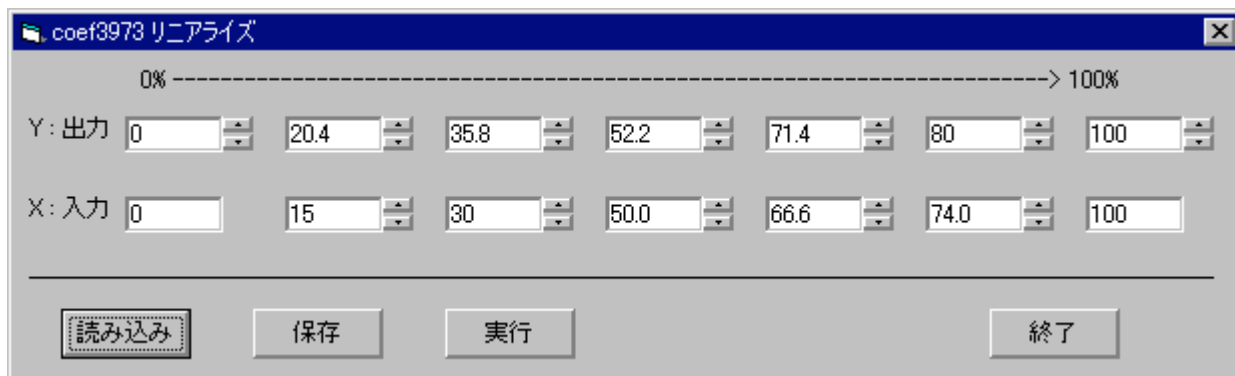 coef3973 リニアライズ
0% --------------------------------------------------------------------------> 100%
Y : 出力 0 20.4 35.8 52.2 71.4 80 100
X : 入力 0 15 30 50.0 66.6 74.0 100
読み込み 保存 実行 終了